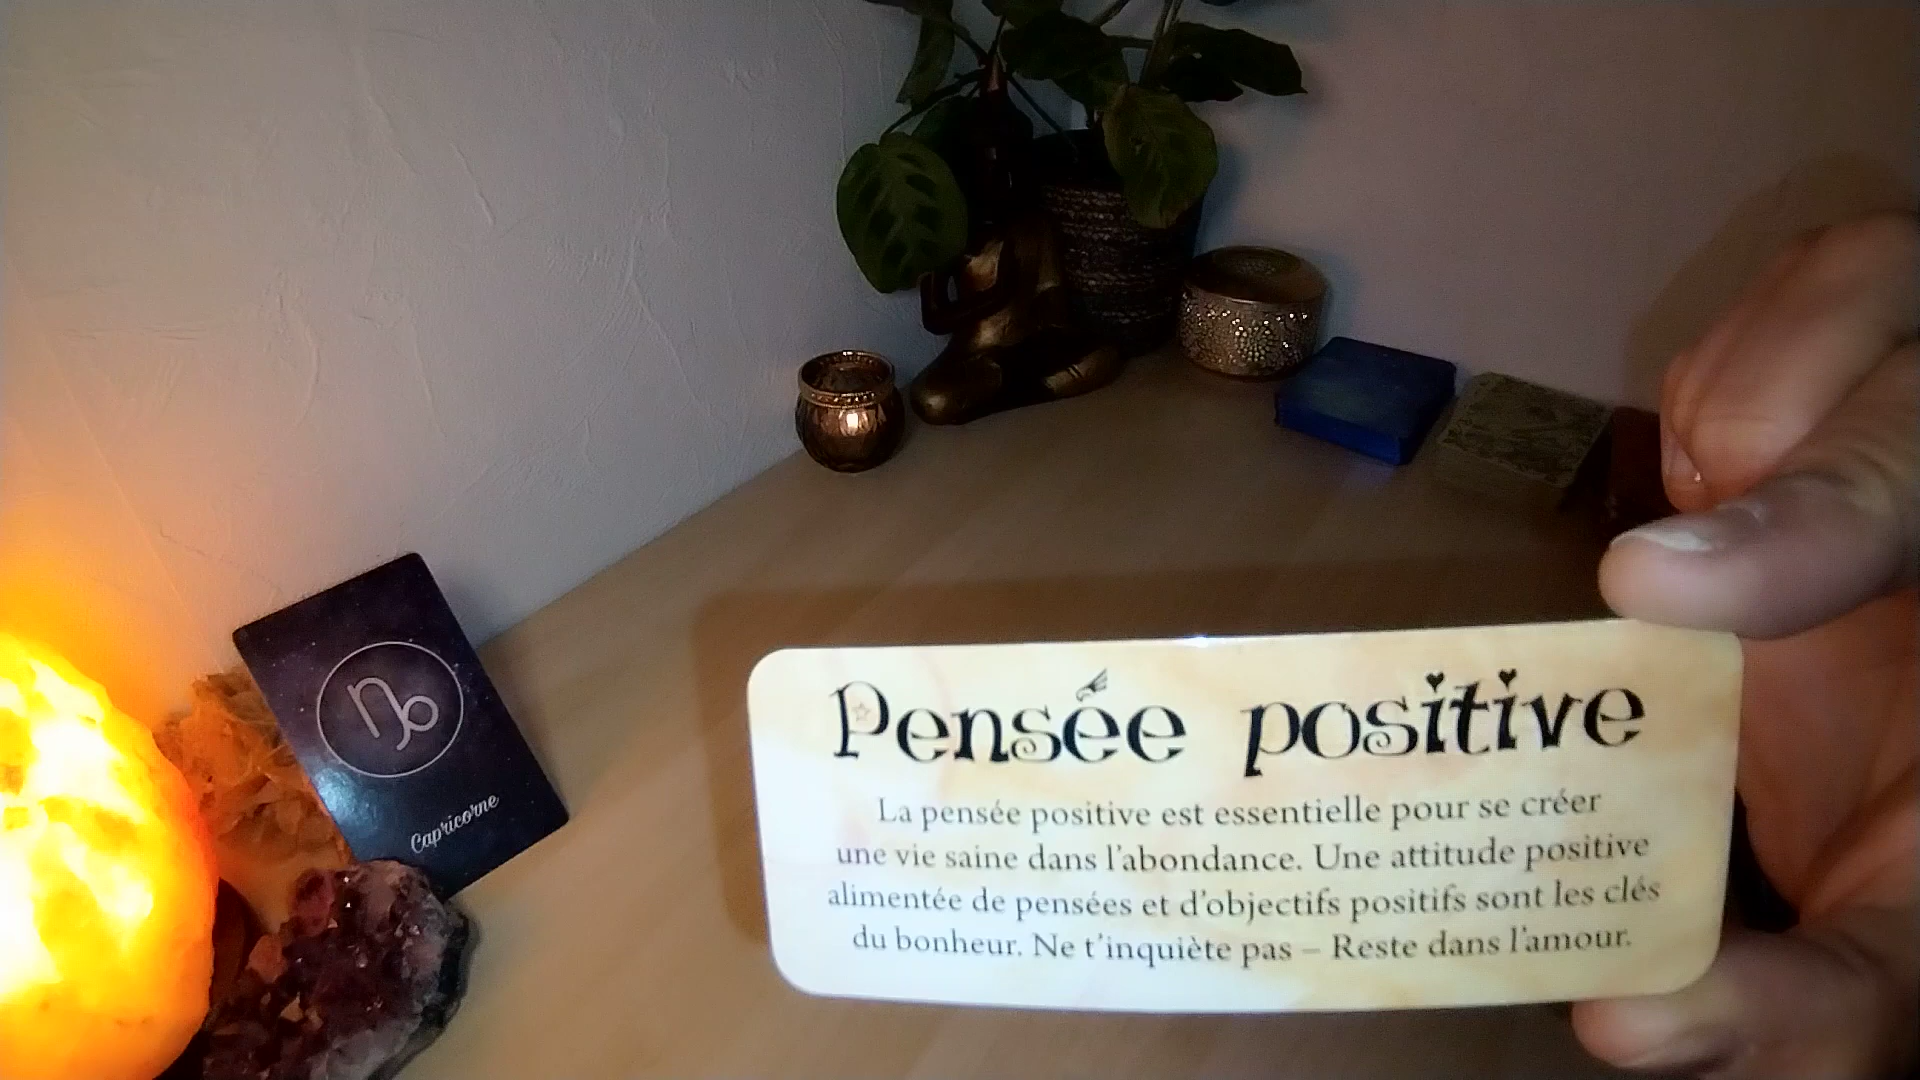 Capricorne
Pensée positive
La pensée positive est essentielle pour se créer
une vie saine dans l'abondance. Une attitude positive
alimentée de pensées et d'objectifs positifs sont les clés
du bonheur. Ne t'inquiète pas – Reste dans l'amour.